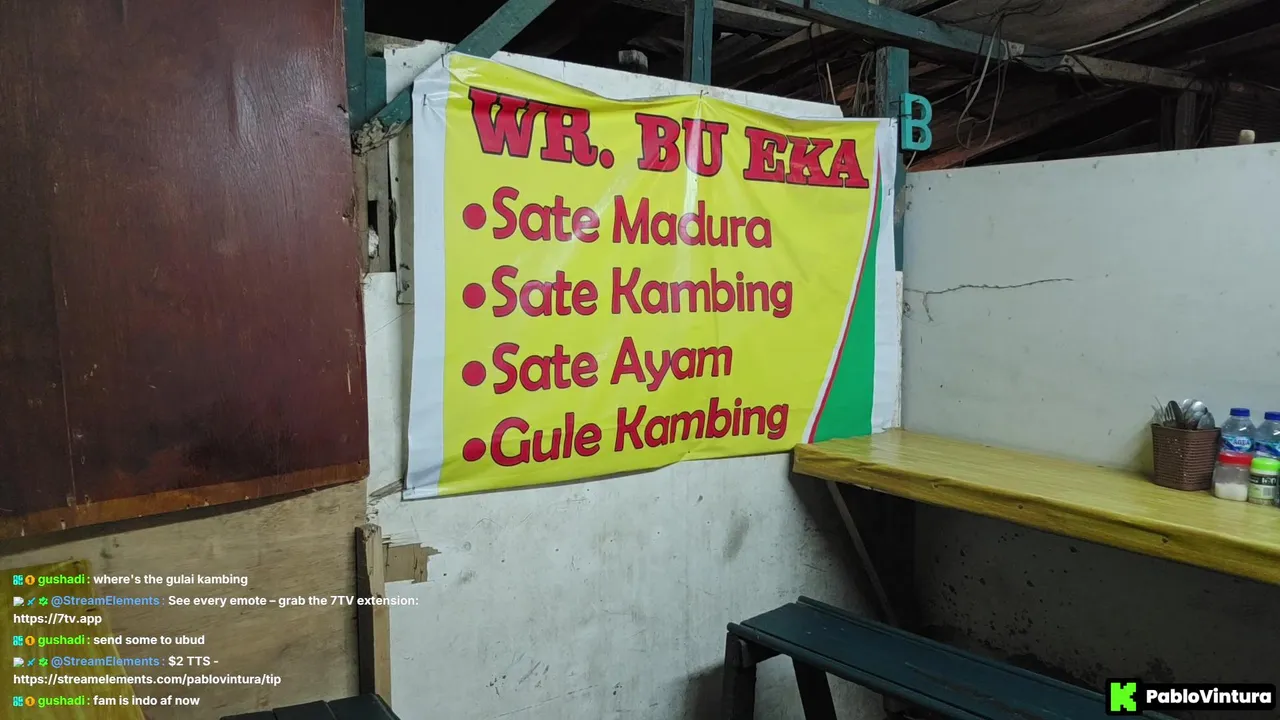 WR. BU EKA
•Sate Madura
•Sate Kambing
•Sate Ayam
•Gule Kambing
B
gushadi: where's the gulai kambing
@StreamElements: See every emote – grab the 7TV extension:
https://7tv.app
gushadi: send some to ubud
@StreamElements: $2 TTS -
https://streamelements.com/pablovintura/tip
gushadi: fam is indo af now
K PabloVintura